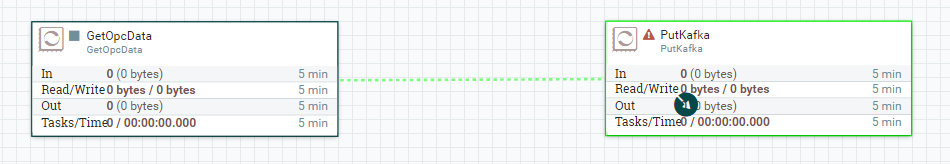 GetOpcData
GetOpcData
In 0 (0 bytes) 5 min
Read/Write 0 bytes / 0 bytes 5 min
Out 0 (0 bytes) 5 min
Tasks/Time 0 / 00:00:00.000 5 min
PutKafka
PutKafka
In 0 (0 bytes) 5 min
Read/Write 0 bytes / 0 bytes 5 min
Out bytes) 5 min
Tasks/Time 0 / 00:00:00.000 5 min